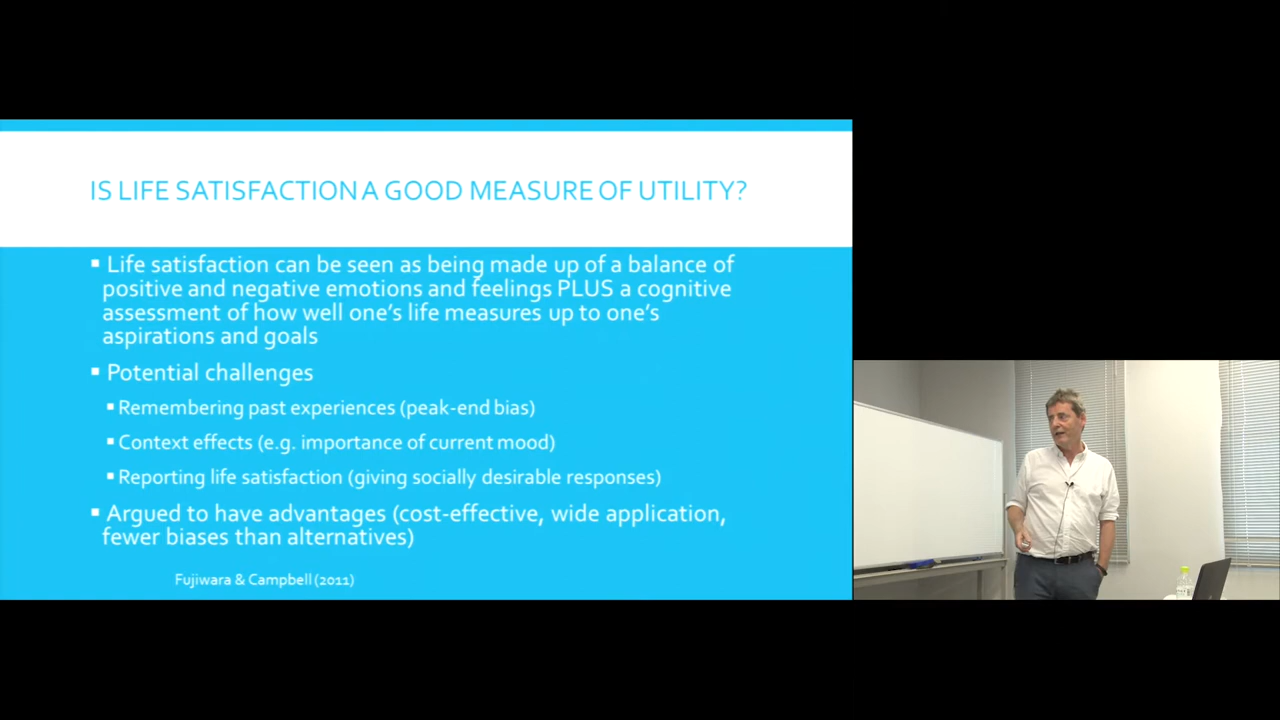 IS LIFE SATISFACTION A GOOD MEASURE OF UTILITY?
▪ Life satisfaction can be seen as being made up of a balance of
positive and negative emotions and feelings PLUS a cognitive
assessment of how well one's life measures up to one's
aspirations and goals
▪ Potential challenges
▪ Remembering past experiences (peak-end bias)
▪ Context effects (e.g. importance of current mood)
▪ Reporting life satisfaction (giving socially desirable responses)
▪ Argued to have advantages (cost-effective, wide application,
fewer biases than alternatives)
Fujiwara & Campbell (2011)